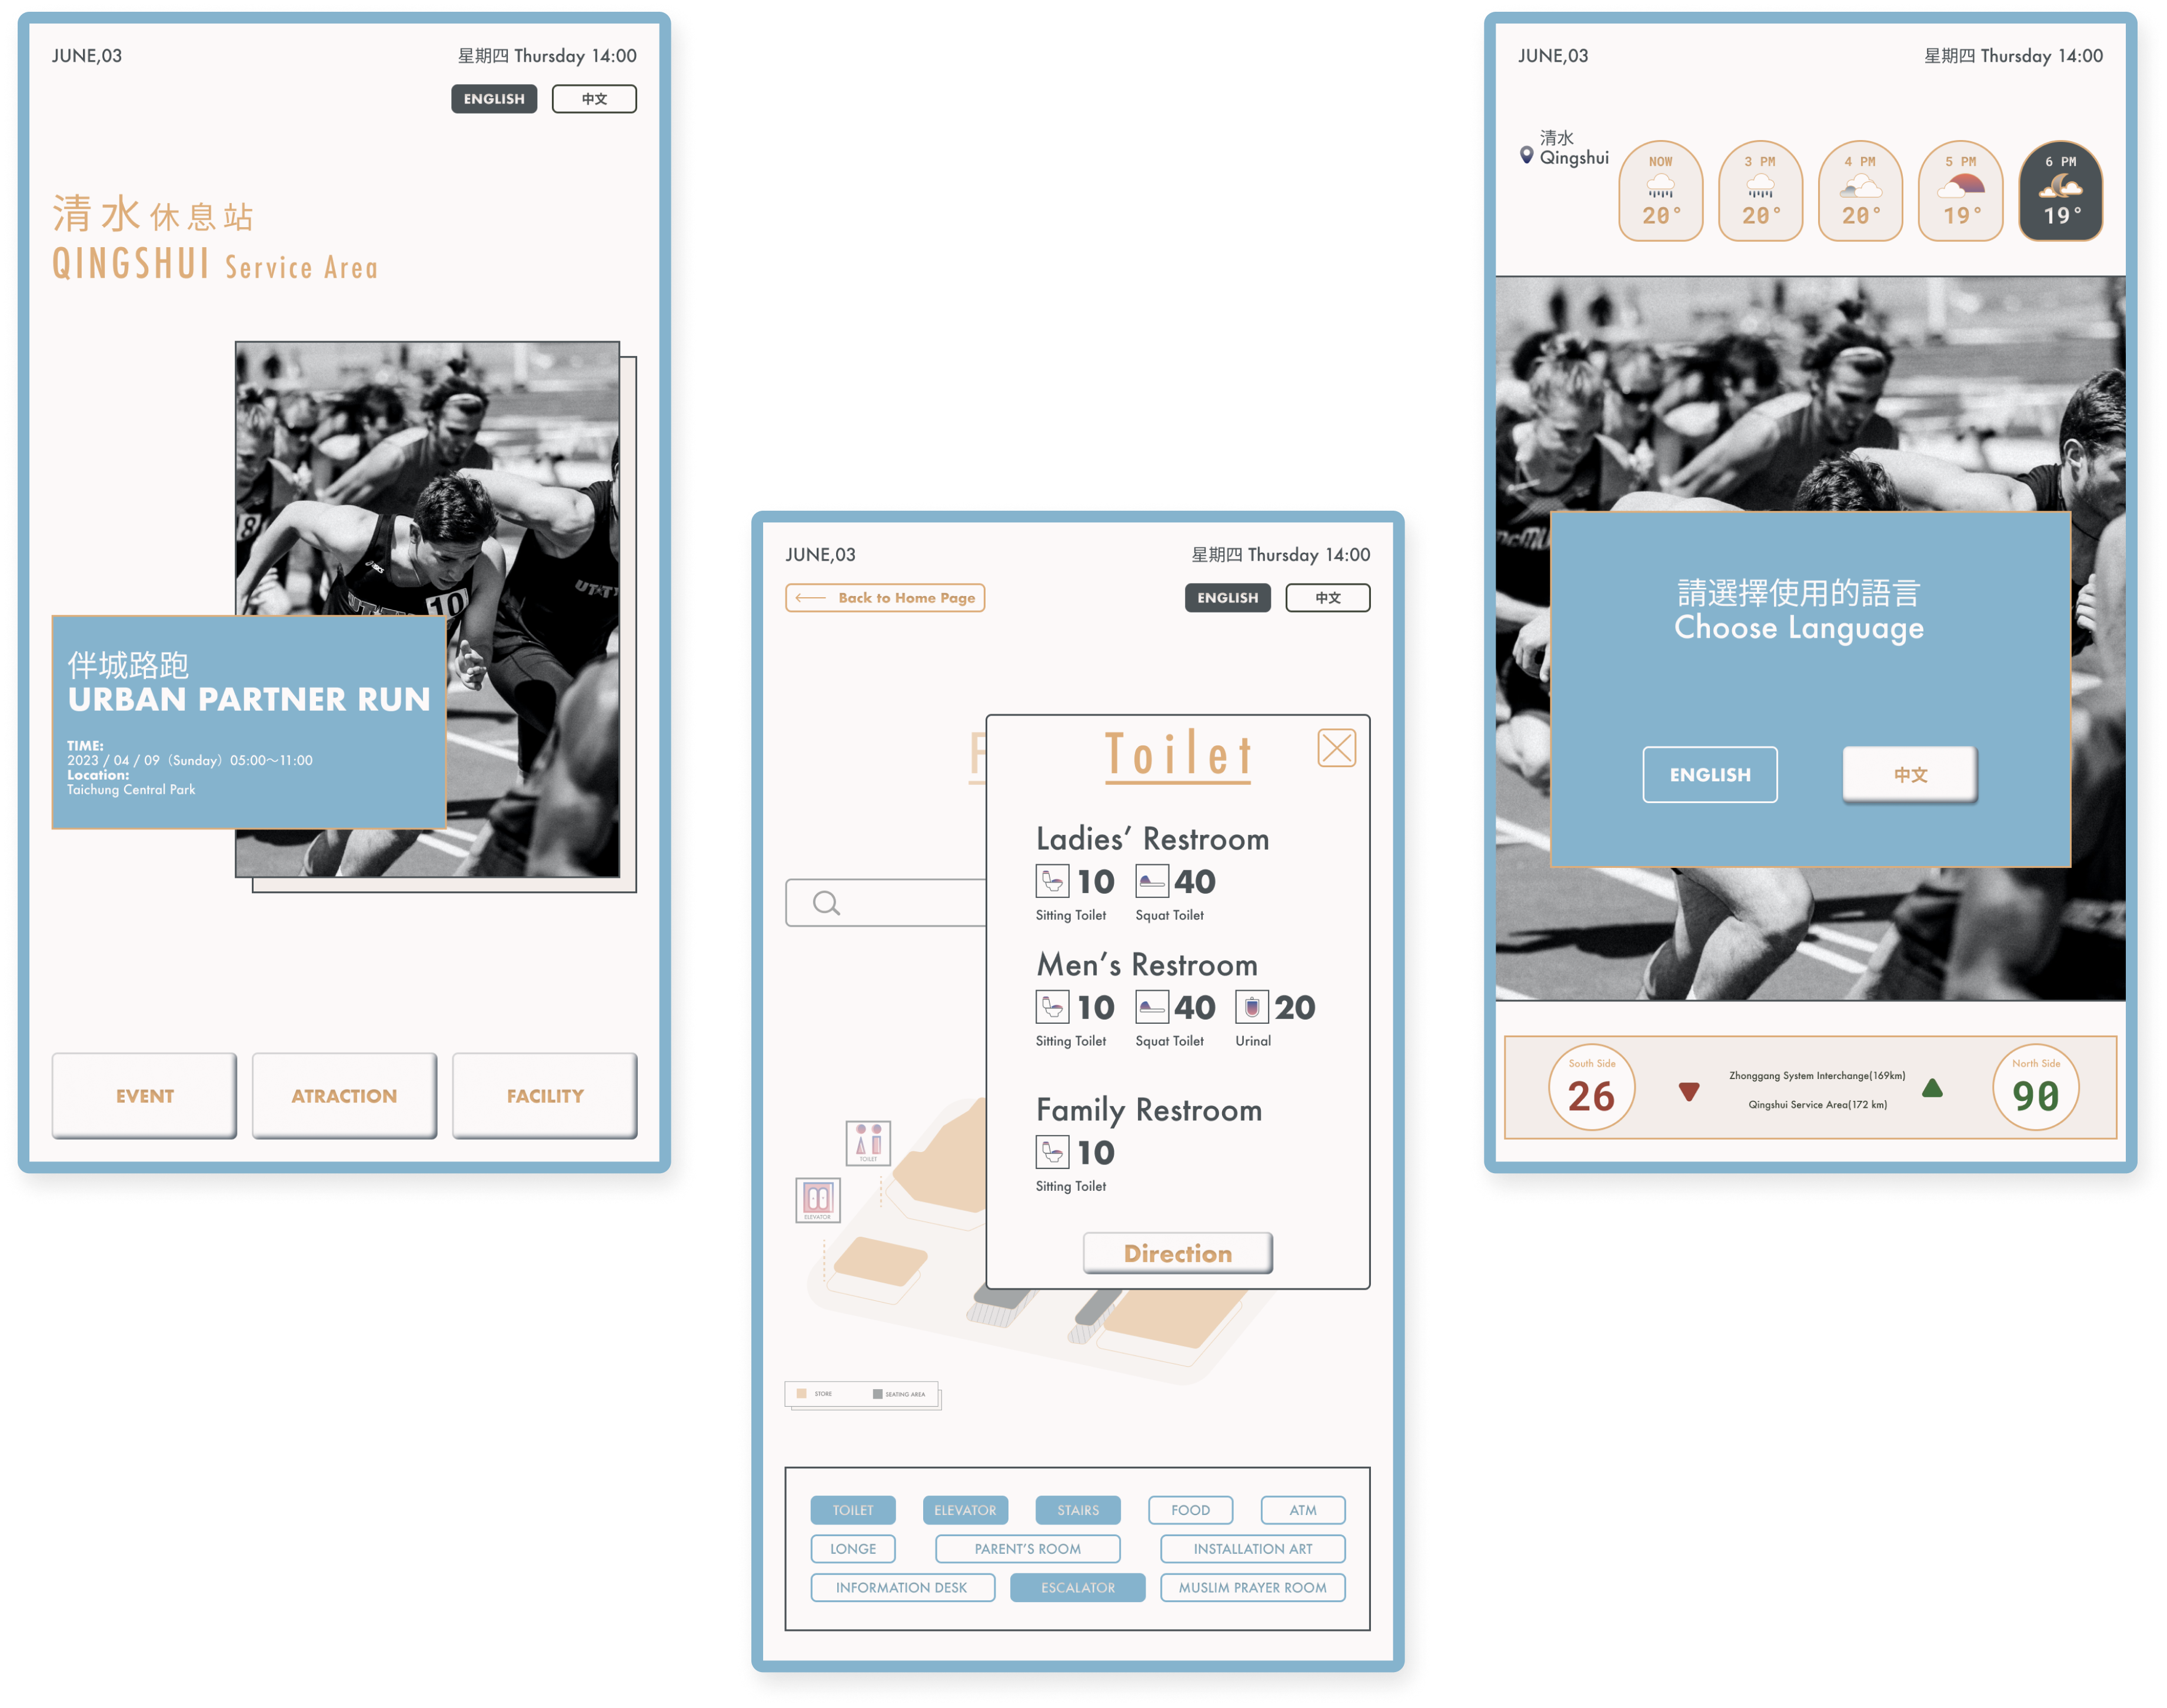 JUNE,03
星期四 Thursday 14:00
ENGLISH
中文
清水休息站
QINGSHUI Service Area
8
10
UTAT
伴城路跑
URBAN PARTNER RUN
TIME:
2023 / 04 / 09（Sunday）05:00～11:00
Location:
Taichung Central Park
EVENT
ATRACTION
FACILITY
JUNE,03
星期四 Thursday 14:00
← Back to Home Page
ENGLISH
中文
Toilet
Ladies’ Restroom
10
40
Sitting Toilet
Squat Toilet
Men’s Restroom
10
40
20
Sitting Toilet
Squat Toilet
Urinal
Family Restroom
10
Sitting Toilet
Direction
TOILET
ELEVATOR
STORE
SEATING AREA
TOILET
ELEVATOR
STAIRS
FOOD
ATM
LONGE
PARENT’S ROOM
INSTALLATION ART
INFORMATION DESK
ESCALATOR
MUSLIM PRAYER ROOM
JUNE,03
星期四 Thursday 14:00
清水
Qingshui
NOW
20°
3 PM
20°
4 PM
20°
5 PM
19°
6 PM
19°
請選擇使用的語言
Choose Language
ENGLISH
中文
South Side
26
Zhonggang System Interchange(169km)
Qingshui Service Area(172 km)
North Side
90